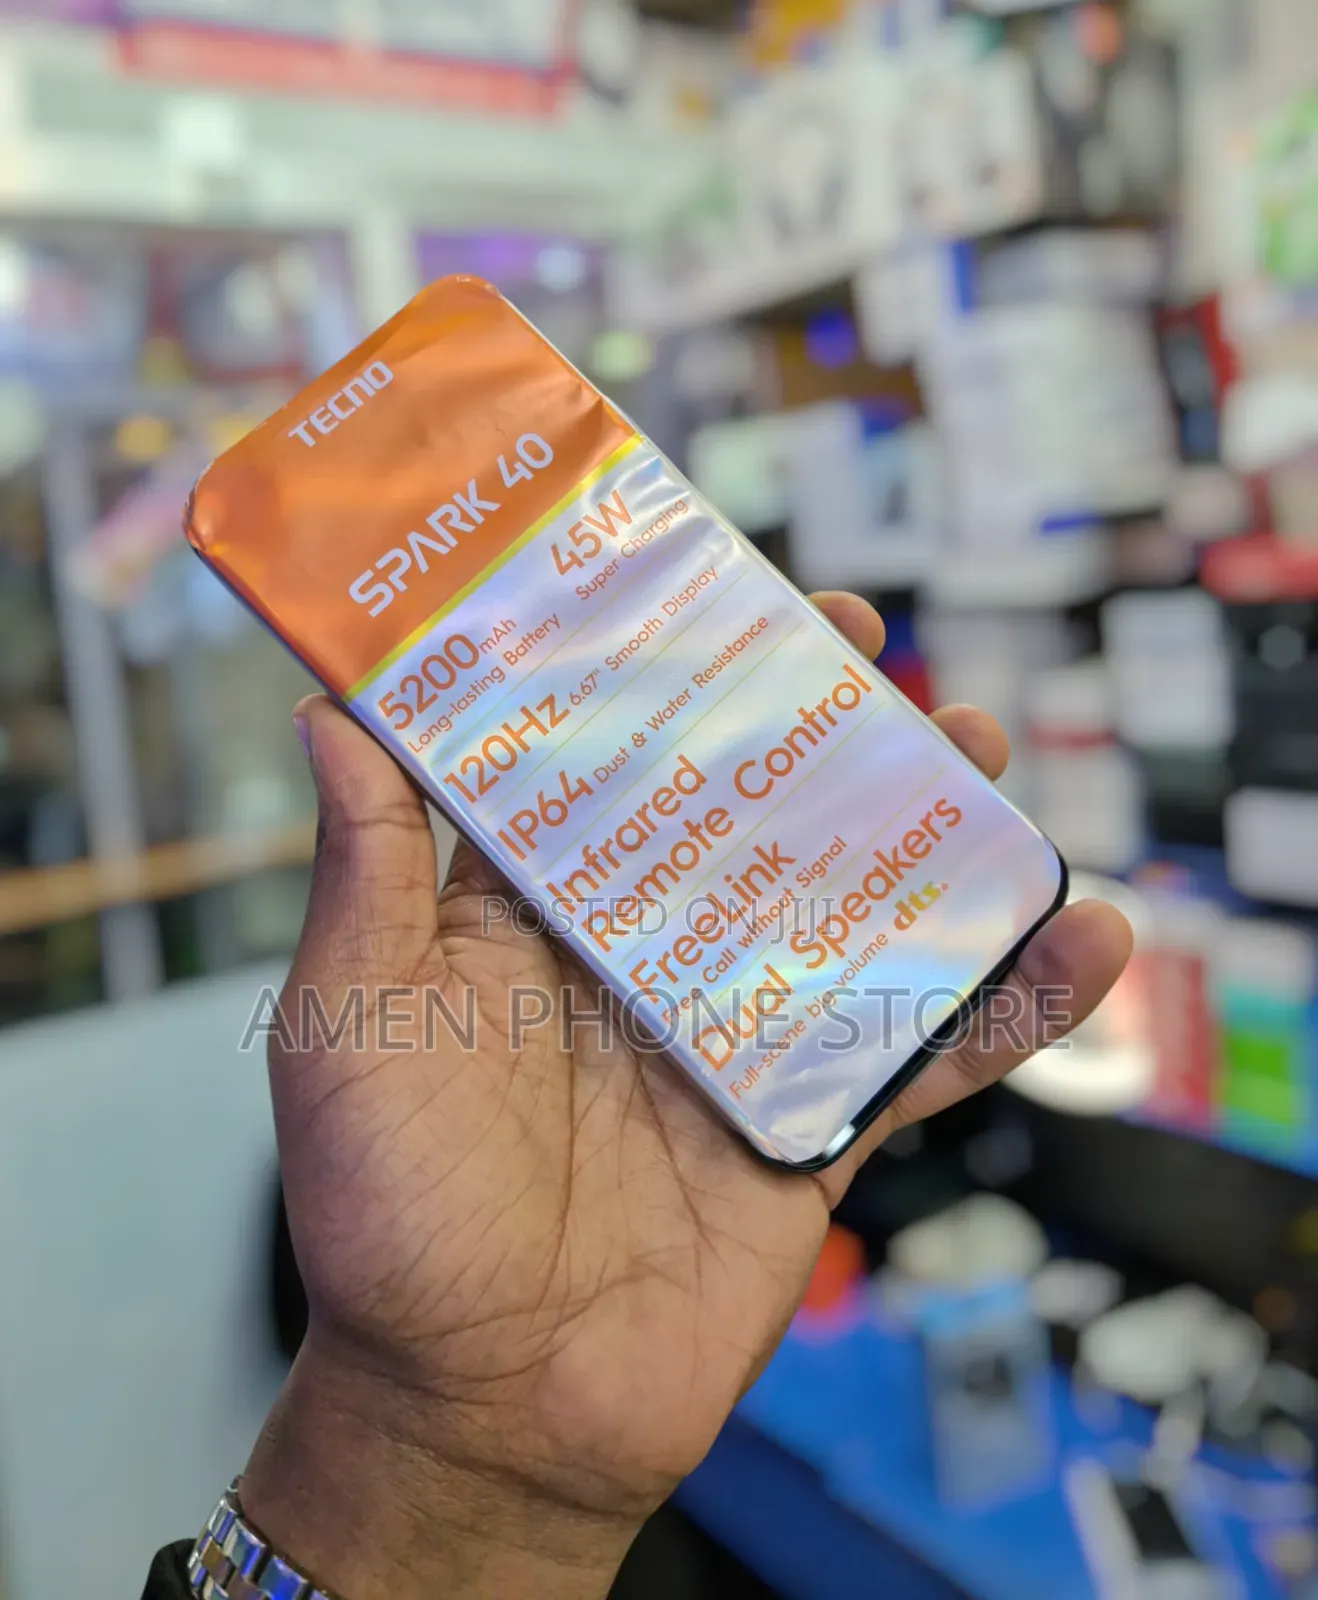 TECNO
SPARK 40
5200mAh
Long-lasting Battery
45W
Super Charging
120Hz 6.67" Smooth Display
IP64 Dust & Water Resistance
Infrared
Remote Control
FreeLink
Free Call without Signal
Dual Speakers
Full-scene big volume dts.
POSTED ON JIJI
AMEN PHONE STORE